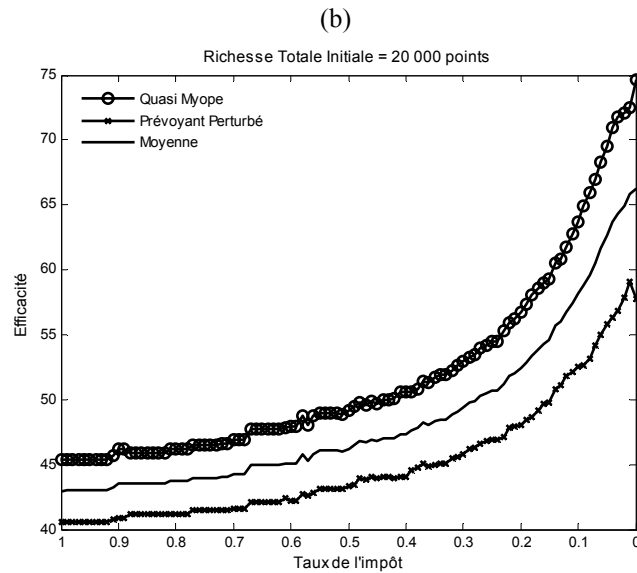 (b)
Richesse Totale Initiale = 20 000 points
75
70
65
60
55
50
45
40
Efficacité
Quasi Myope
Prévoyant Perturbé
Moyenne
1 0.9 0.8 0.7 0.6 0.5 0.4 0.3 0.2 0.1 0
Taux de l'impôt